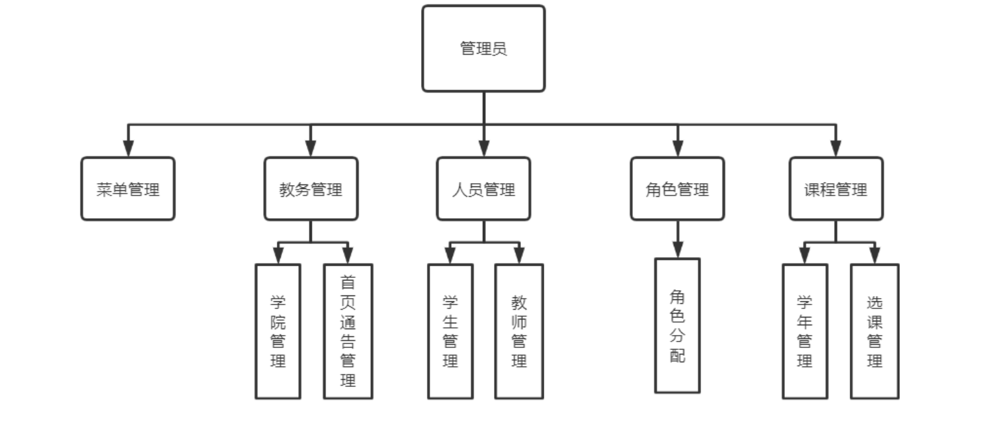 管理员
菜单管理
教务管理
人员管理
角色管理
课程管理
学院管理
首页通告管理
学生管理
教师管理
角色分配
学年管理
选课管理